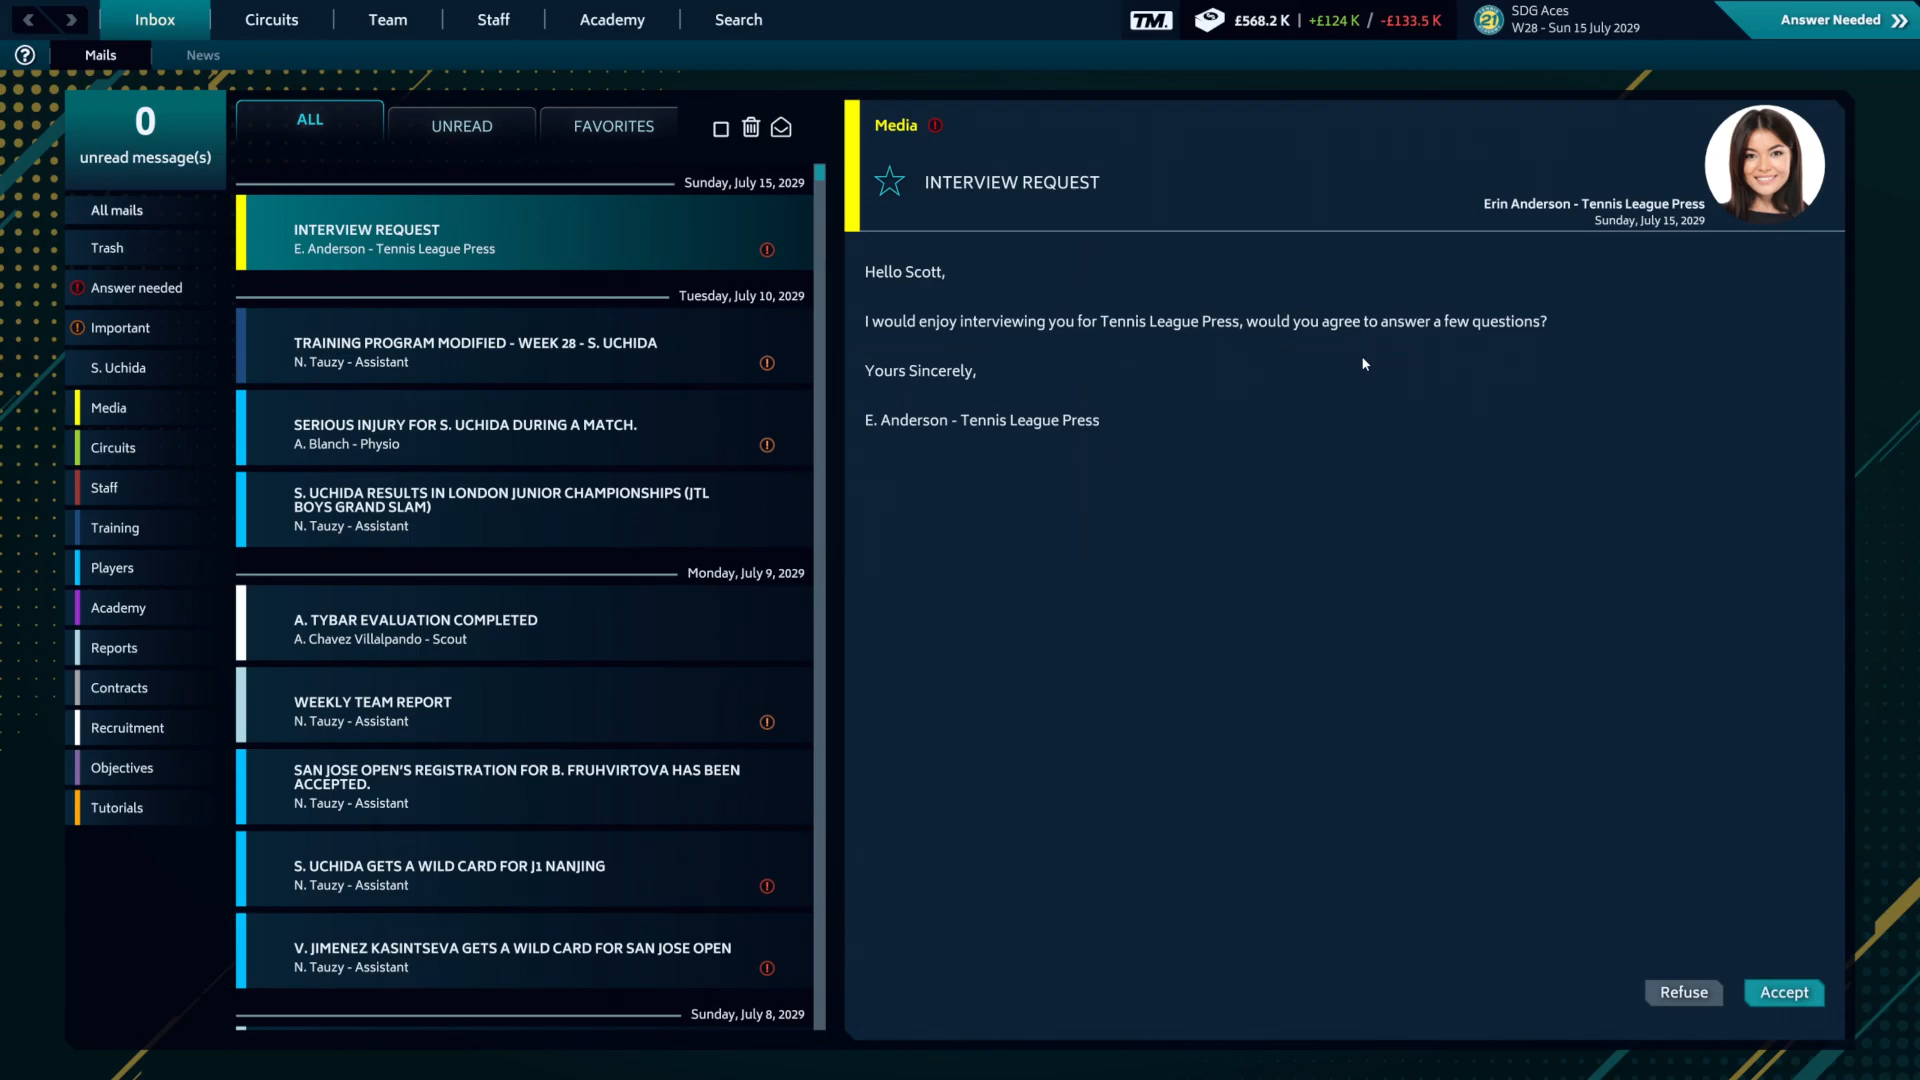 Inbox
Circuits
Team
Staff
Academy
Search
TM.
£568.2 K | +£124 K / -£133.5 K
21
SDG Aces
W28 - Sun 15 July 2029
Answer Needed
?
Mails
News
0
unread message(s)
All mails
Trash
Answer needed
Important
S. Uchida
Media
Circuits
Staff
Training
Players
Academy
Reports
Contracts
Recruitment
Objectives
Tutorials
ALL
UNREAD
FAVORITES
Sunday, July 15, 2029
INTERVIEW REQUEST
E. Anderson - Tennis League Press
Tuesday, July 10, 2029
TRAINING PROGRAM MODIFIED - WEEK 28 - S. UCHIDA
N. Tauzy - Assistant
SERIOUS INJURY FOR S. UCHIDA DURING A MATCH.
A. Blanch - Physio
S. UCHIDA RESULTS IN LONDON JUNIOR CHAMPIONSHIPS (JTL
BOYS GRAND SLAM)
N. Tauzy - Assistant
Monday, July 9, 2029
A. TYBAR EVALUATION COMPLETED
A. Chavez Villalpando - Scout
WEEKLY TEAM REPORT
N. Tauzy - Assistant
SAN JOSE OPEN'S REGISTRATION FOR B. FRUHVIRTOVA HAS BEEN
ACCEPTED.
N. Tauzy - Assistant
S. UCHIDA GETS A WILD CARD FOR J1 NANJING
N. Tauzy - Assistant
V. JIMENEZ KASINTSEVA GETS A WILD CARD FOR SAN JOSE OPEN
N. Tauzy - Assistant
Sunday, July 8, 2029
Media
INTERVIEW REQUEST
Erin Anderson - Tennis League Press
Sunday, July 15, 2029
Hello Scott,
I would enjoy interviewing you for Tennis League Press, would you agree to answer a few questions?
Yours Sincerely,
E. Anderson - Tennis League Press
Refuse
Accept